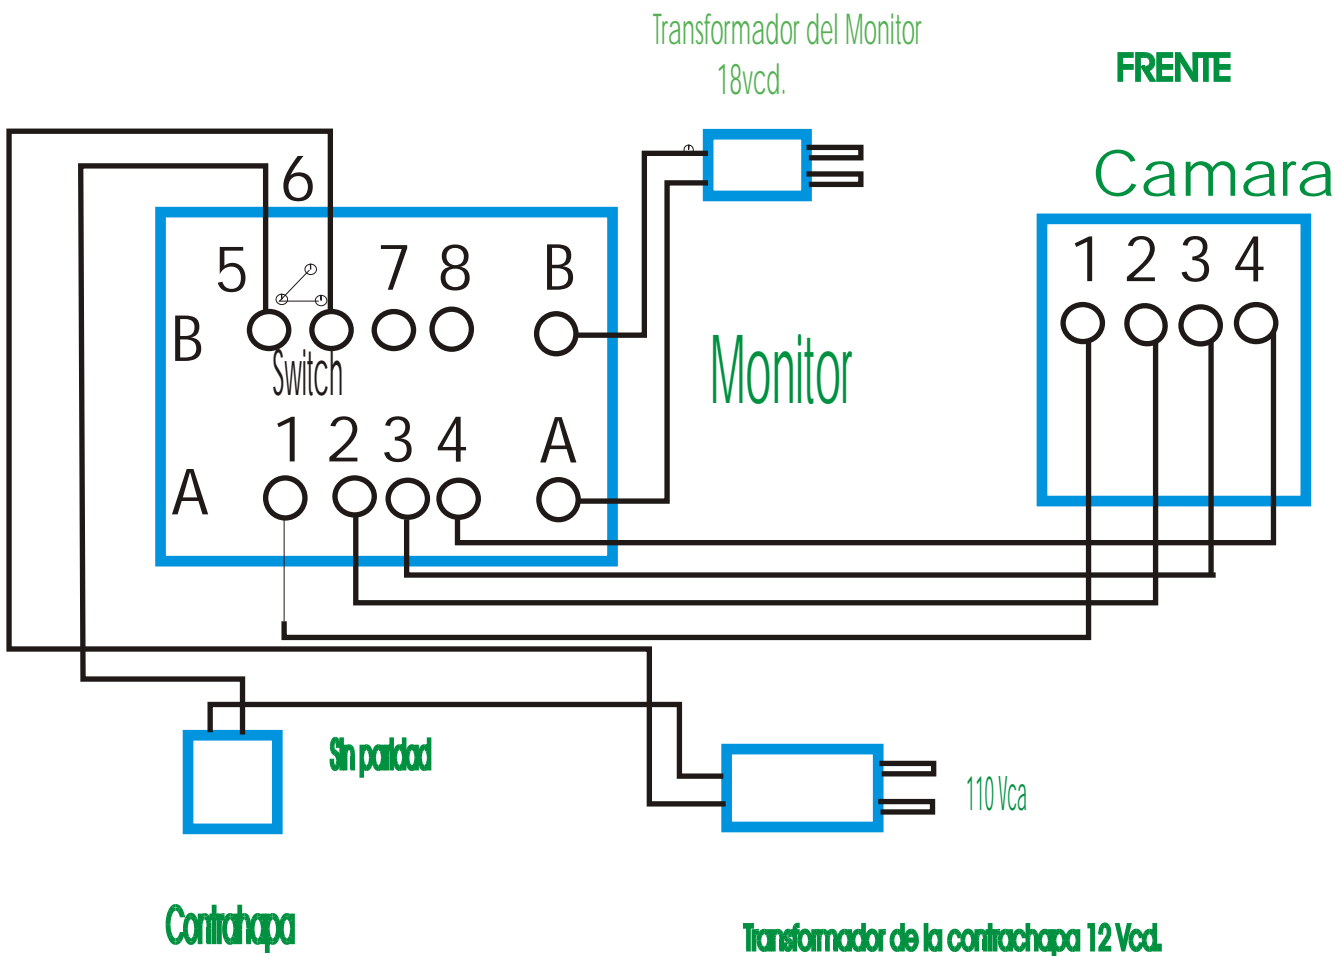 Transformador del Monitor
18vcd.
FRENTE
Camara
6
1 2 3 4
5 7 8 B
B
Switch
Monitor
1 2 3 4 A
A
Sin paridad
110 Vca
Contrahapa
Transformador de la contrachapa 12 Vcd.